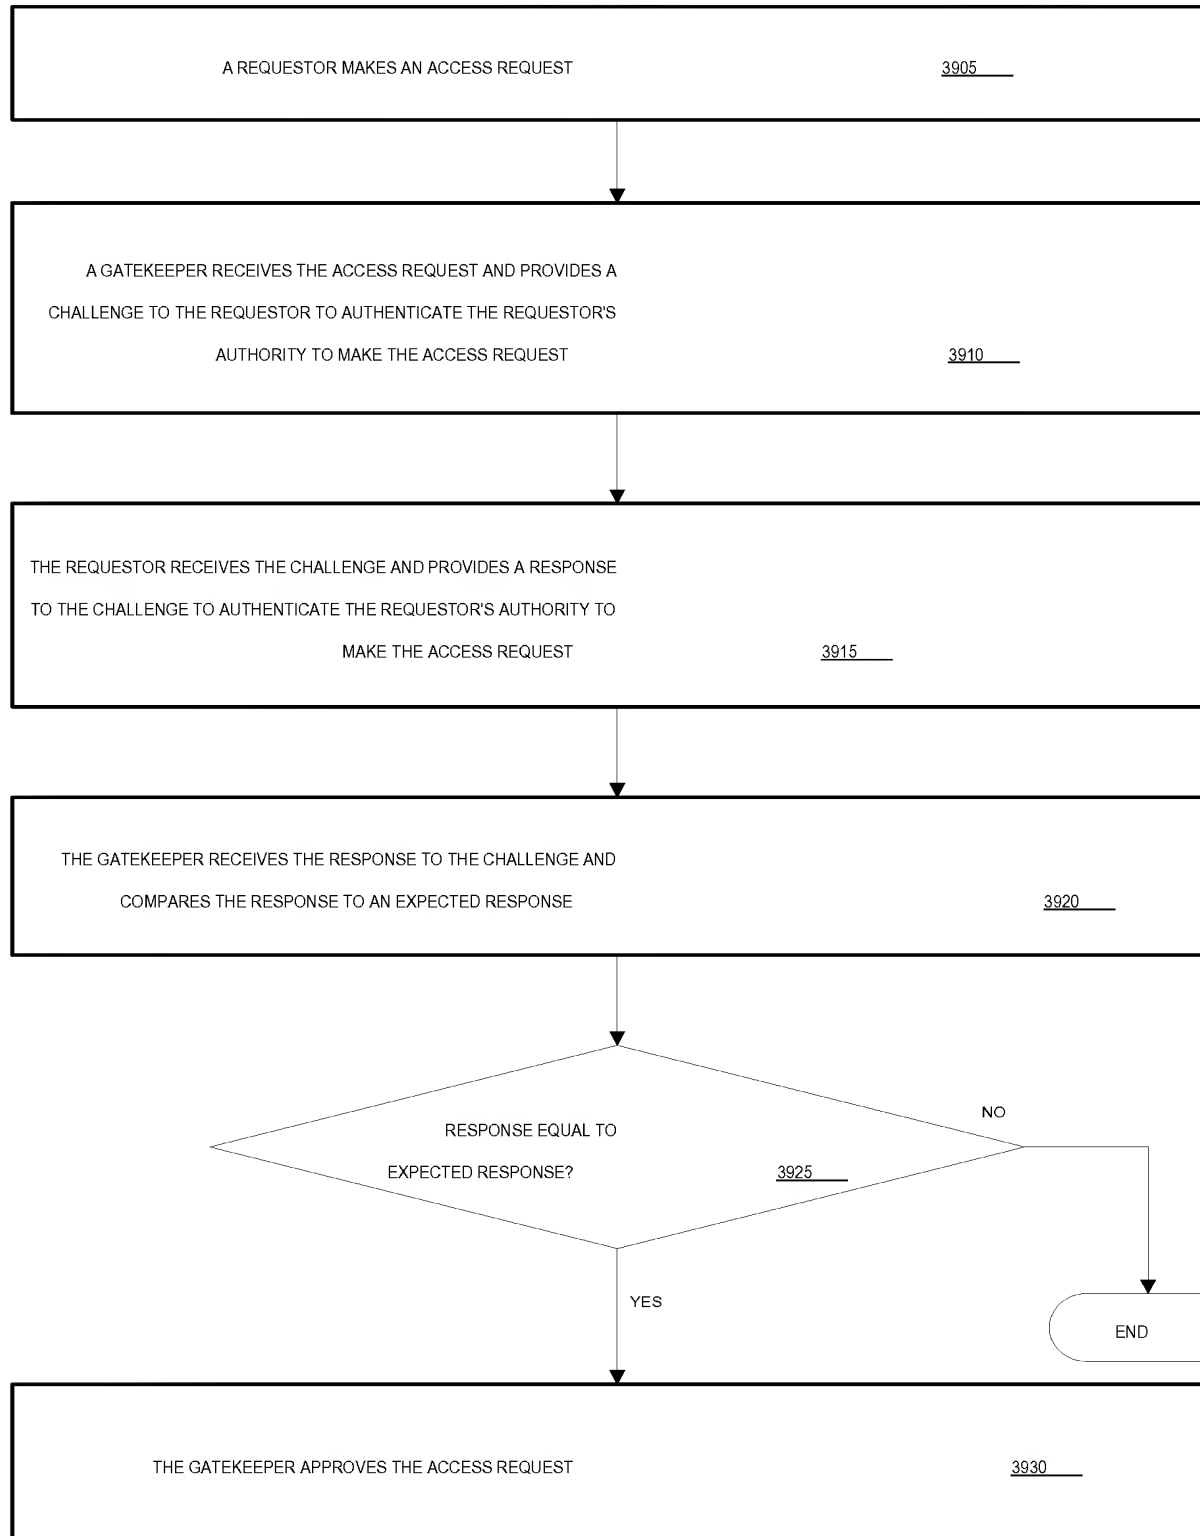 A REQUESTOR MAKES AN ACCESS REQUEST 3905
A GATEKEEPER RECEIVES THE ACCESS REQUEST AND PROVIDES A
CHALLENGE TO THE REQUESTOR TO AUTHENTICATE THE REQUESTOR'S
AUTHORITY TO MAKE THE ACCESS REQUEST 3910
THE REQUESTOR RECEIVES THE CHALLENGE AND PROVIDES A RESPONSE
TO THE CHALLENGE TO AUTHENTICATE THE REQUESTOR'S AUTHORITY TO
MAKE THE ACCESS REQUEST 3915
THE GATEKEEPER RECEIVES THE RESPONSE TO THE CHALLENGE AND
COMPARES THE RESPONSE TO AN EXPECTED RESPONSE 3920
RESPONSE EQUAL TO
EXPECTED RESPONSE? 3925
NO
YES
END
THE GATEKEEPER APPROVES THE ACCESS REQUEST 3930